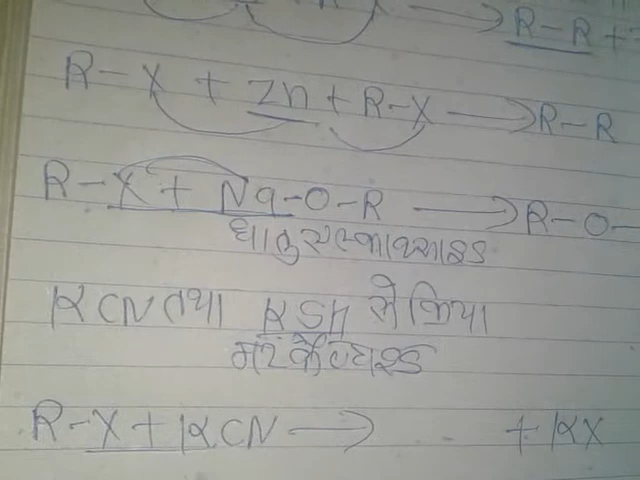 R-R +
R-X + Zn + R-X → R-R
R-X + Na-O-R → R-O-
धातुएल्काक्साइड
KCN तथा KSH से क्रिया
मरकैप्टाइड
R-X + KCN → + KX